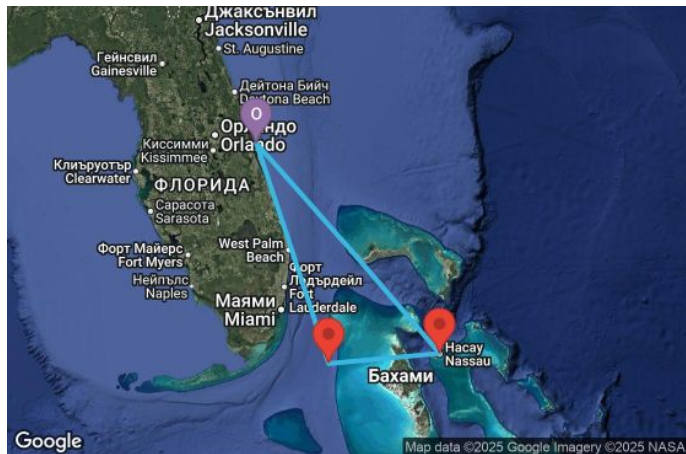 Джаксънвил
Jacksonville
St. Augustine
Гейнсвил
Gainesville
Дейтона Бийч
Daytona Beach
O
Орландо
Orlando
Киссимми
Kissimmee
Клиъруотър
Clearwater
ФЛОРИДА
Сарасота
Sarasota
Форт Майерс
Fort Myers
West Palm
Beach
Нейпълс
Naples
Форт
Лодърдейл
Fort
Lauderdale
Маями
Miami
Насау
Nassau
Бахами
Google
Map data ©2025 Google Imagery ©2025 NASA